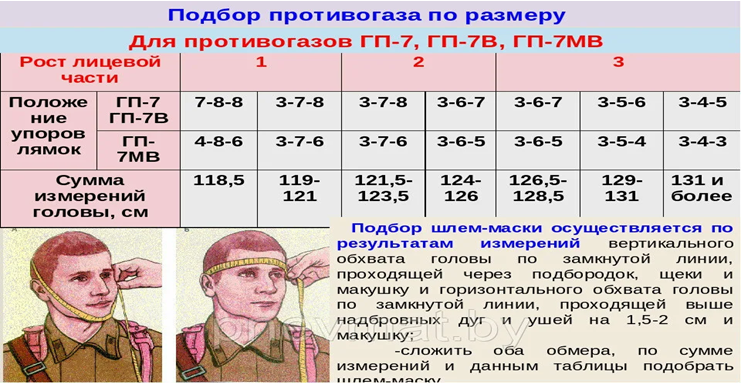 Подбор противогаза по размеру
Для противогазов ГП-7, ГП-7В, ГП-7МВ
Рост лицевой части 1 2 3
Положение упоров лямок ГП-7 ГП-7В 7-8-8 3-7-8 3-7-8 3-6-7 3-6-7 3-5-6 3-4-5
ГП-7МВ 4-8-6 3-7-6 3-7-6 3-6-5 3-6-5 3-5-4 3-4-3
Сумма измерений головы, см 118,5 119-121 121,5-123,5 124-126 126,5-128,5 129-131 131 и более
А Б
Подбор шлем-маски осуществляется по
результатам измерений вертикального
обхвата головы по замкнутой линии,
проходящей через подбородок, щеки и
макушку и горизонтального обхвата головы
по замкнутой линии, проходящей выше
надбровных дуг и ушей на 1,5-2 см и
макушку;
-сложить оба обмера, по сумме
измерений и данным таблицы подобрать
шлем-маску
pnevmat.by